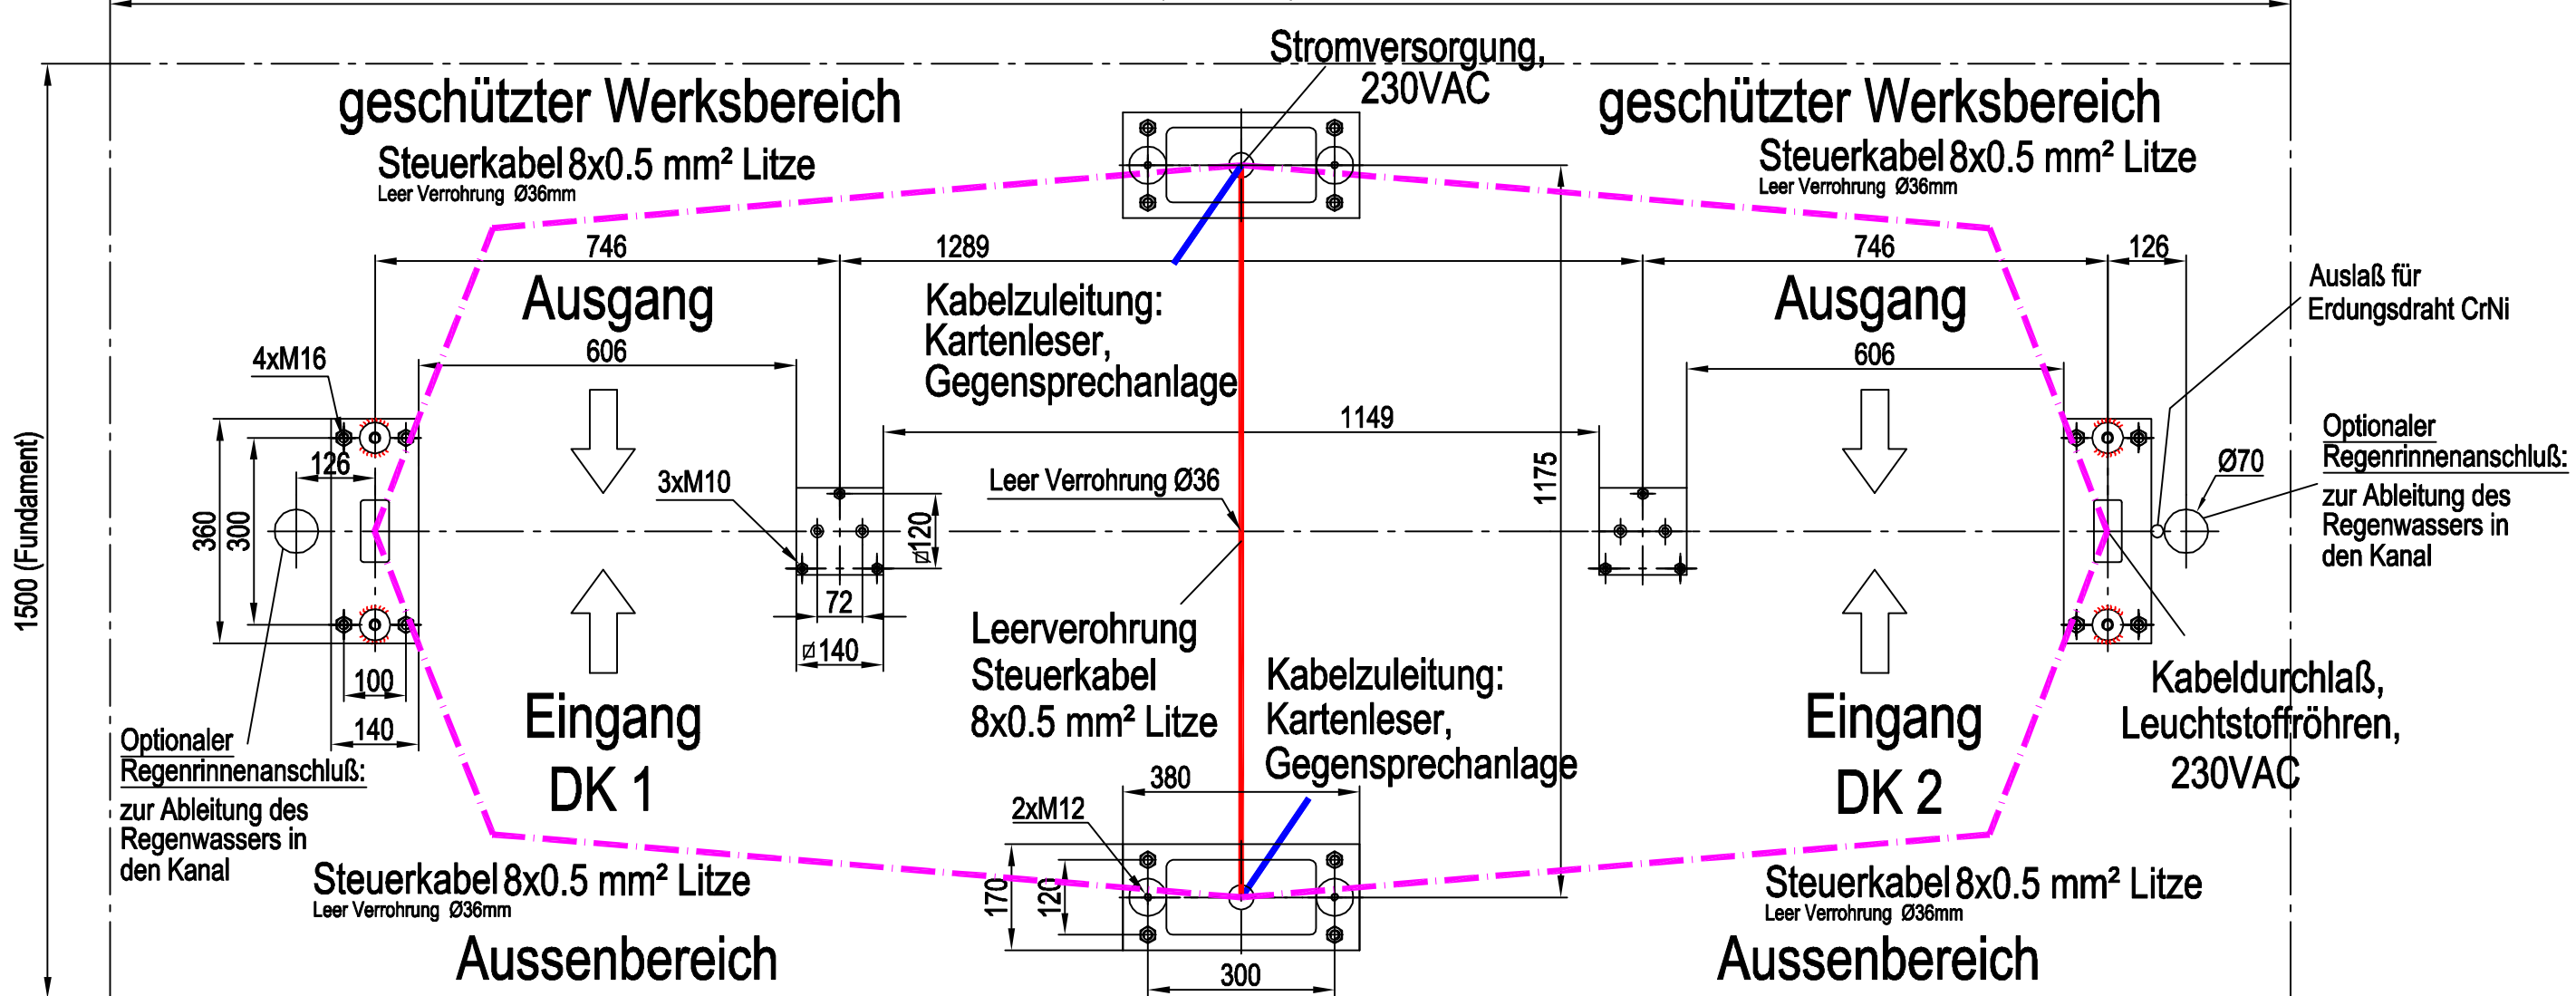 Stromversorgung,
230VAC
geschützter Werksbereich
geschützter Werksbereich
Steuerkabel 8x0.5 mm² Litze
Leer Verrohrung Ø36mm
Steuerkabel 8x0.5 mm² Litze
Leer Verrohrung Ø36mm
746
1289
746
126
Ausgang
Ausgang
Auslaß für
Erdungsdraht CrNi
Kabelzuleitung:
Kartenleser,
Gegensprechanlage
4xM16
606
606
1149
126
3xM10
Leer Verrohrung Ø36
1175
Ø70
Optionaler
Regenrinnenanschluß:
zur Ableitung des
Regenwassers in
den Kanal
1500 (Fundament)
360
300
120
72
140
100
140
Leerverohrung
Steuerkabel
8x0.5 mm² Litze
Kabelzuleitung:
Kartenleser,
Gegensprechanlage
Kabeldurchlaß,
Leuchtstoffröhren,
230VAC
Eingang
DK 1
Eingang
DK 2
Optionaler
Regenrinnenanschluß:
zur Ableitung des
Regenwassers in
den Kanal
380
2xM12
170
120
300
Steuerkabel 8x0.5 mm² Litze
Leer Verrohrung Ø36mm
Steuerkabel 8x0.5 mm² Litze
Leer Verrohrung Ø36mm
Aussenbereich
Aussenbereich